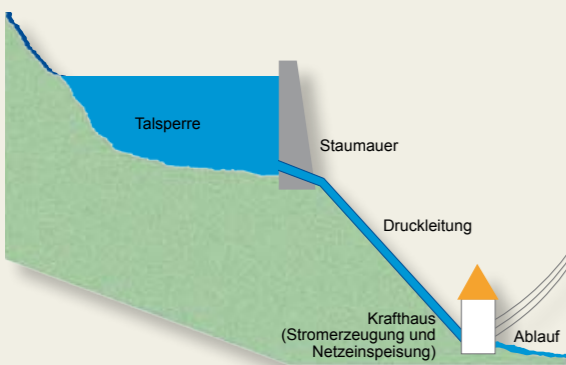 Talsperre
Staumauer
Druckleitung
Krafthaus
(Stromerzeugung und
Netzeinspeisung)
Ablauf